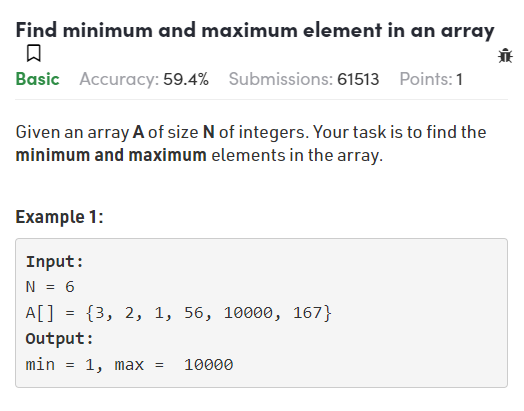 Find minimum and maximum element in an array
Basic Accuracy: 59.4% Submissions: 61513 Points: 1
Given an array A of size N of integers. Your task is to find the
minimum and maximum elements in the array.
Example 1:
Input:
N = 6
A[] = {3, 2, 1, 56, 10000, 167}
Output:
min = 1, max =  10000